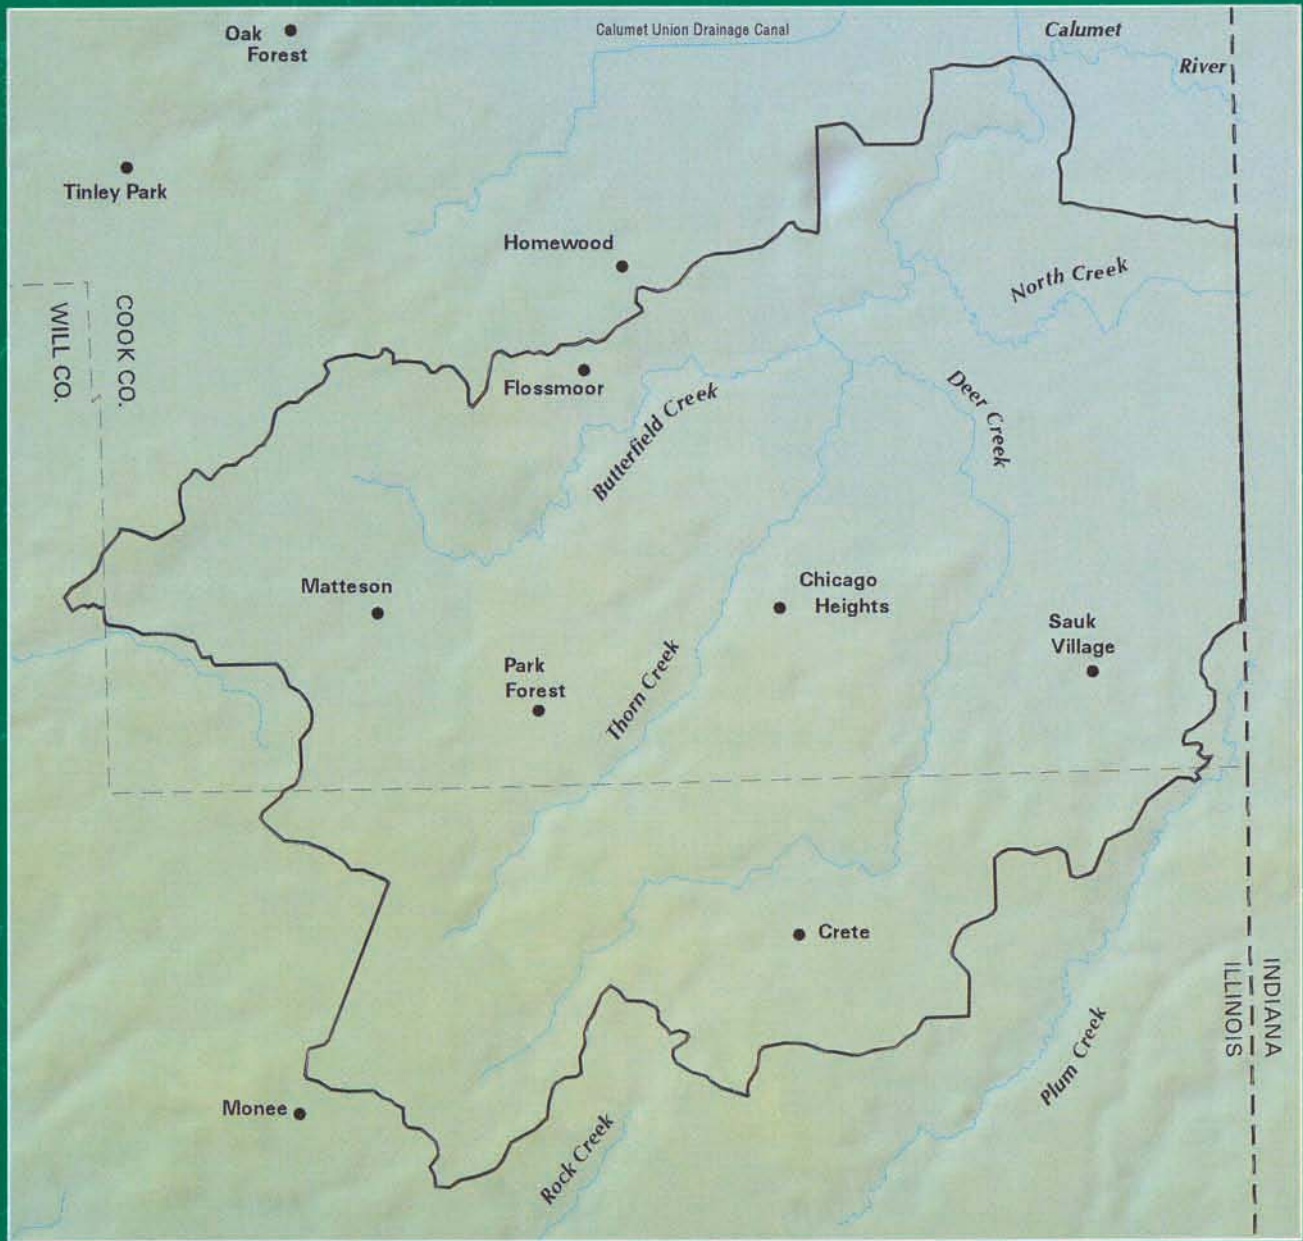 Oak
Forest
Calumet Union Drainage Canal
Calumet
River
Tinley Park
Homewood
North Creek
COOK CO.
WILL CO.
Flossmoor
Butterfield Creek
Deer Creek
Matteson
Chicago
Heights
Sauk
Village
Park
Forest
Thorn Creek
Crete
INDIANA
ILLINOIS
Plum Creek
Monee
Rock Creek